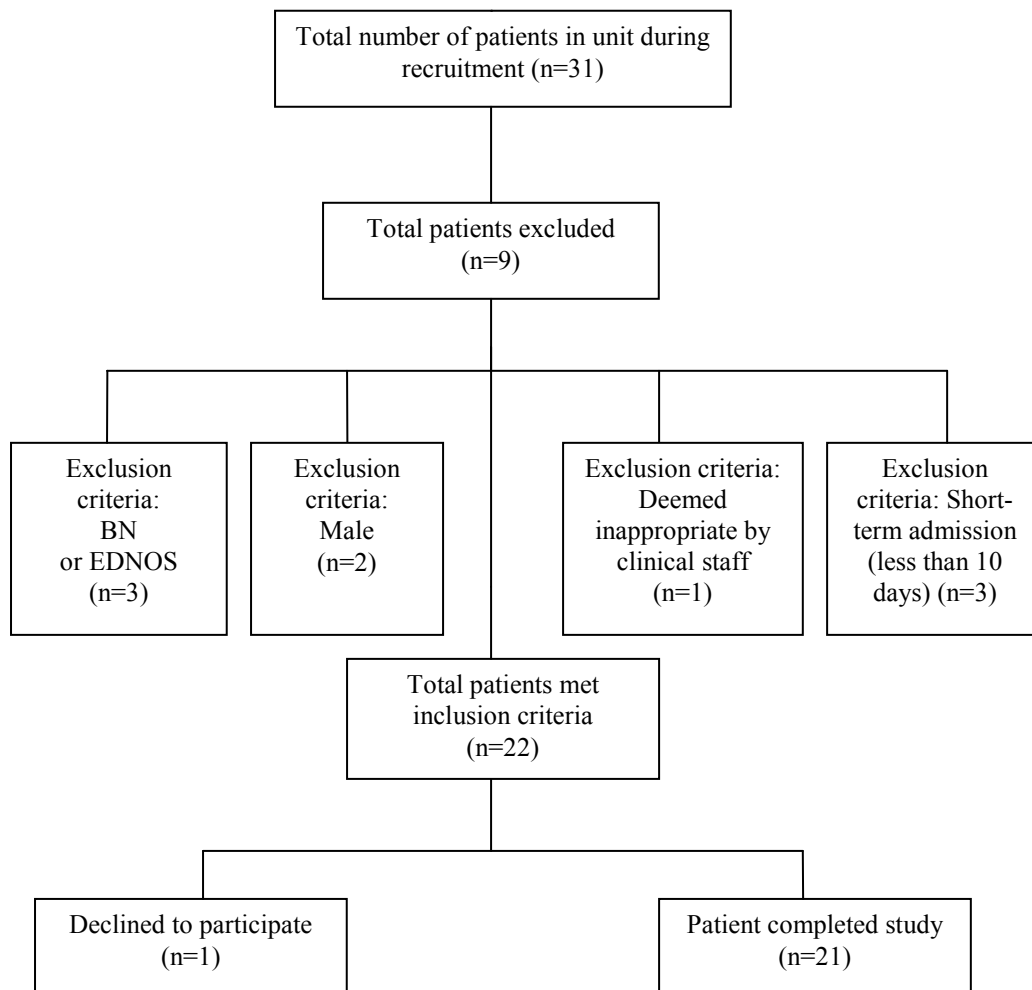 Total number of patients in unit during
recruitment (n=31)
Total patients excluded
(n=9)
Exclusion
criteria:
BN
or EDNOS
(n=3)
Exclusion
criteria:
Male
(n=2)
Exclusion criteria:
Deemed
inappropriate by
clinical staff
(n=1)
Exclusion
criteria: Short-
term admission
(less than 10
days) (n=3)
Total patients met
inclusion criteria
(n=22)
Declined to participate
(n=1)
Patient completed study
(n=21)